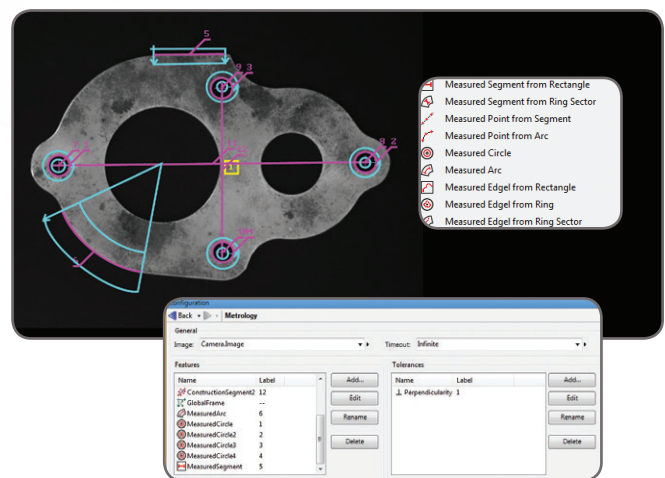 5
9 3
8 2
1
6
Measured Segment from Rectangle
Measured Segment from Ring Sector
Measured Point from Segment
Measured Point from Arc
Measured Circle
Measured Arc
Measured Edgel from Rectangle
Measured Edgel from Ring
Measured Edgel from Ring Sector
Configuration
Back Metrology
General
Image: Camera.Image Timeout: Infinite
Features Tolerances
Name Label Add... Name Label Add...
ConstructionSegment2 12 Perpendicularity 1
GlobalFrame -- Edit Edit
MeasuredArc 6
MeasuredCircle 1 Rename Rename
MeasuredCircle2 2
MeasuredCircle3 3 Delete Delete
MeasuredCircle4 4
MeasuredSegment 5